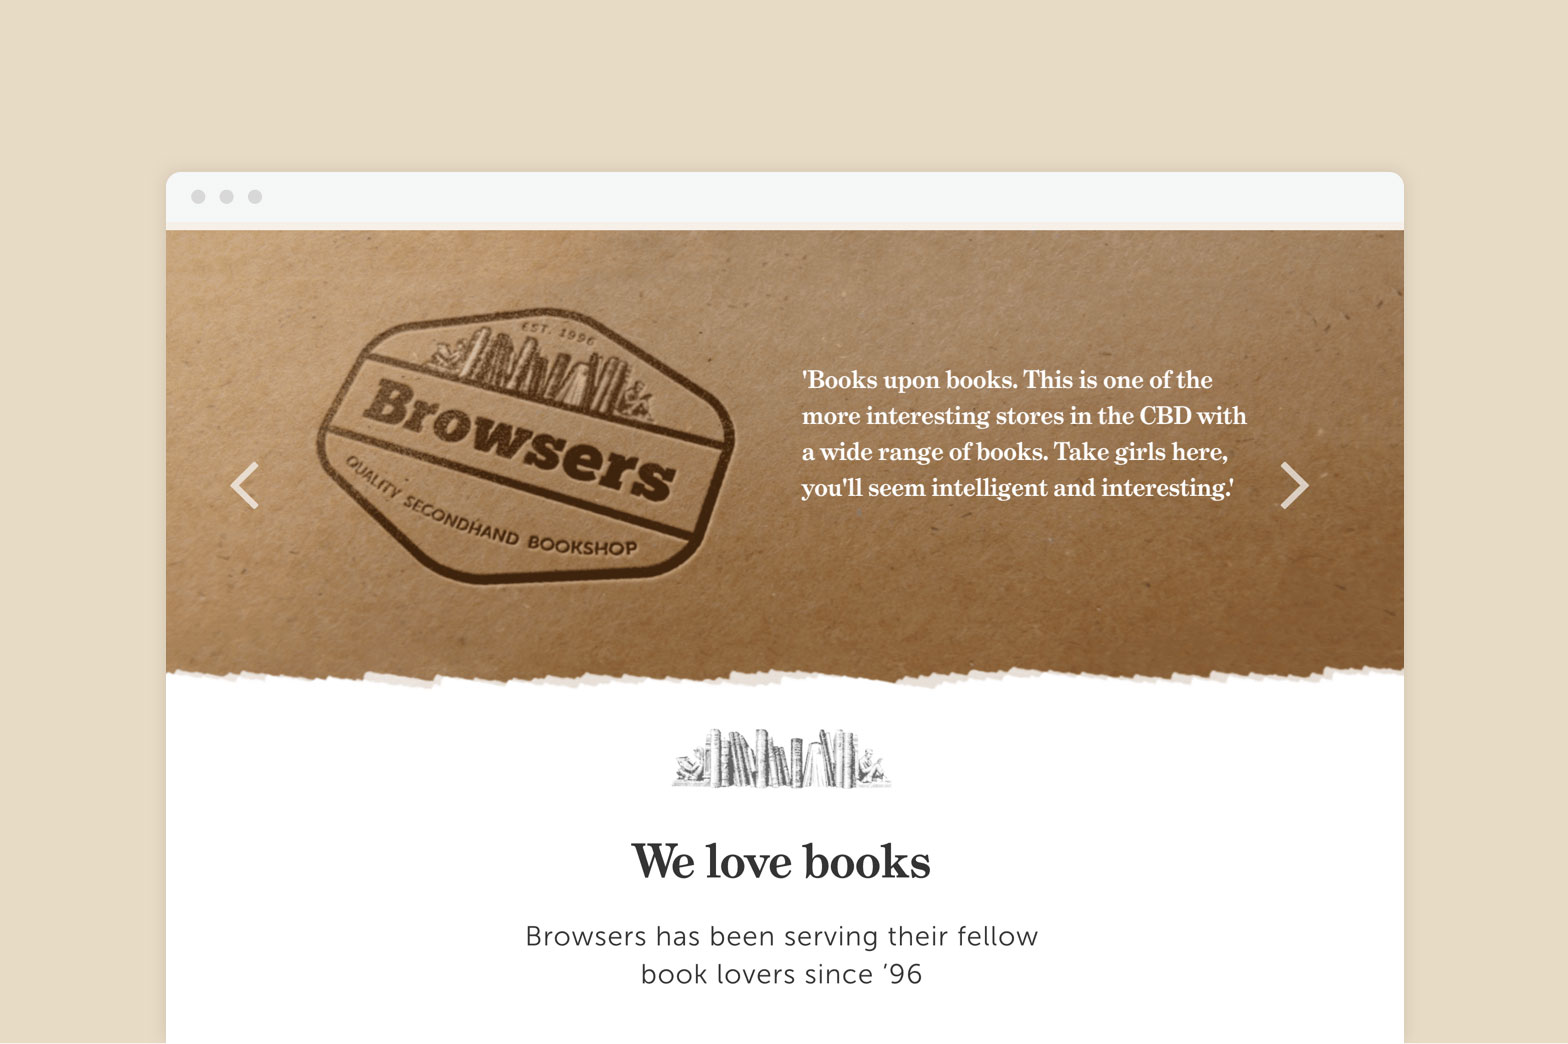 EST. 1996
Browsers
QUALITY SECONDHAND BOOKSHOP
'Books upon books. This is one of the
more interesting stores in the CBD with
a wide range of books. Take girls here,
you'll seem intelligent and interesting.'
We love books
Browsers has been serving their fellow
book lovers since ’96